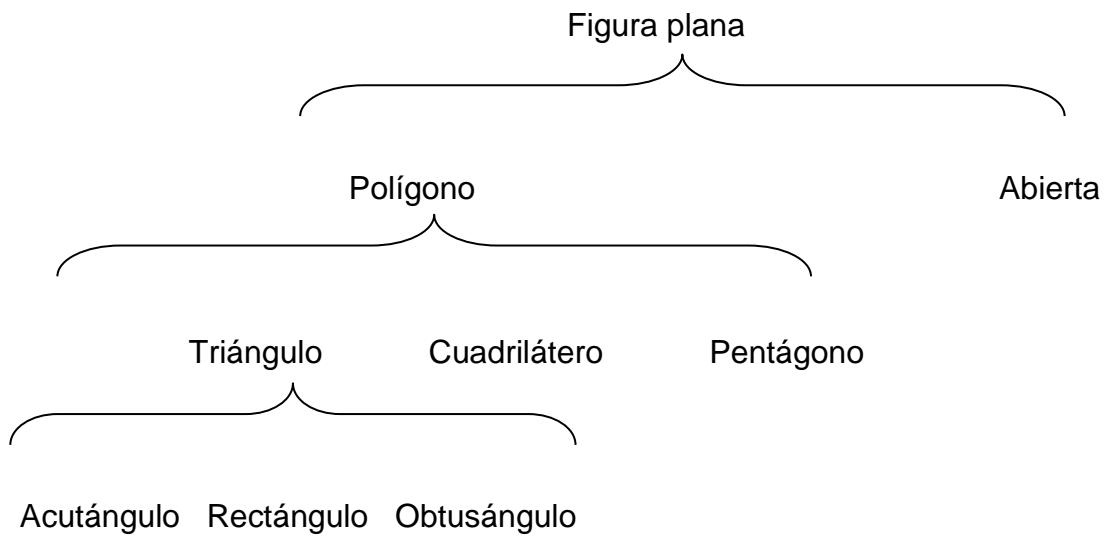 Figura plana
Polígono Abierta
Triángulo Cuadrilátero Pentágono
Acutángulo Rectángulo Obtusángulo